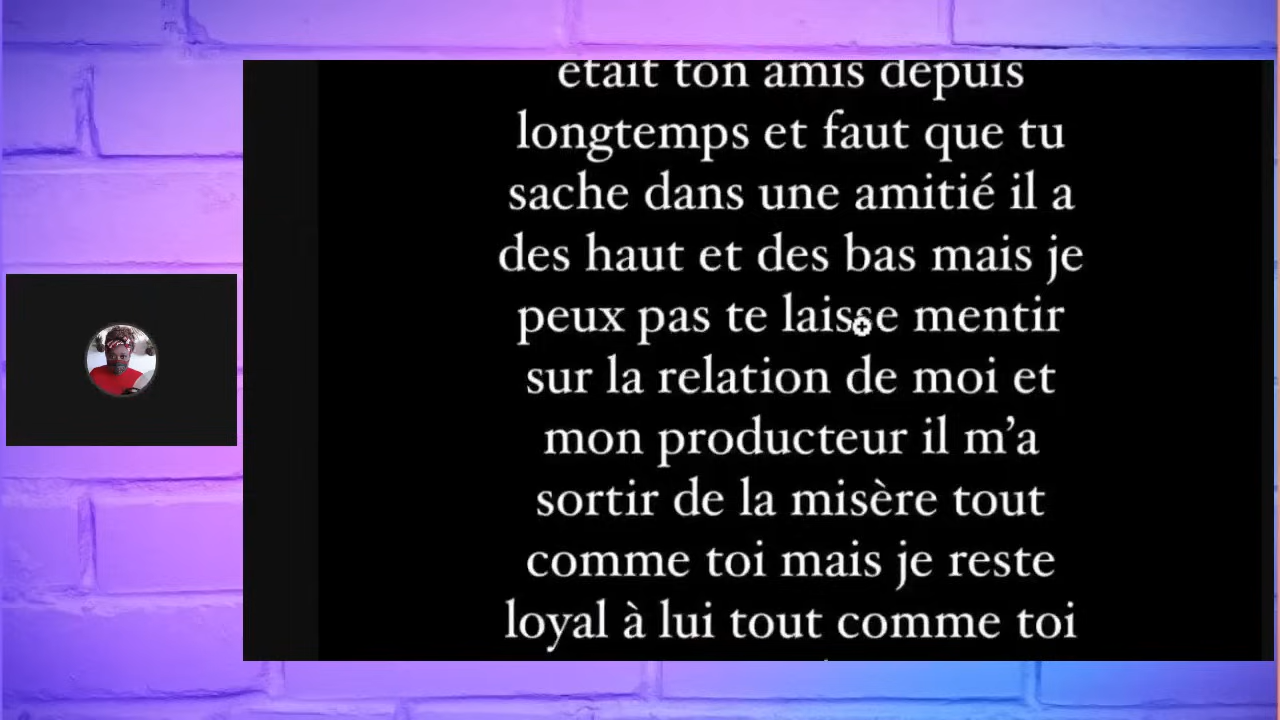 était ton amis depuis
longtemps et faut que tu
sache dans une amitié il a
des haut et des bas mais je
peux pas te laisse mentir
sur la relation de moi et
mon producteur il m’a
sortir de la misère tout
comme toi mais je reste
loyal à lui tout comme toi